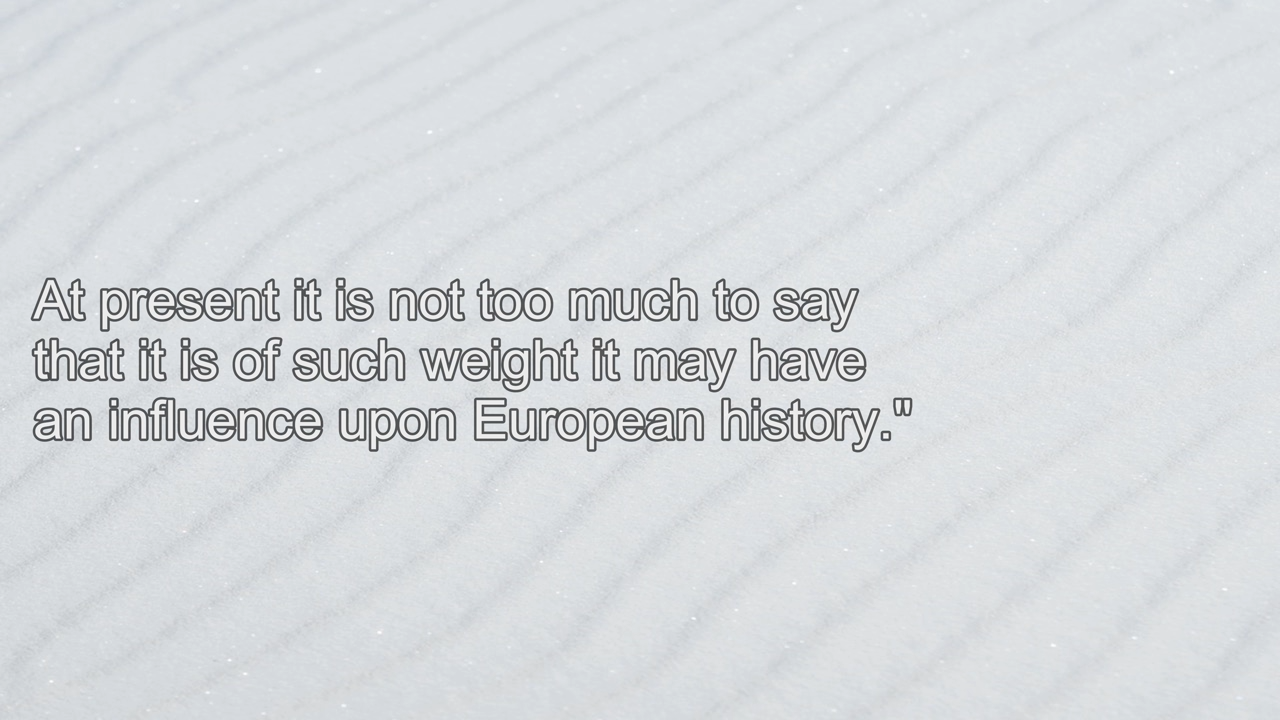 At present it is not too much to say
that it is of such weight it may have
an influence upon European history."